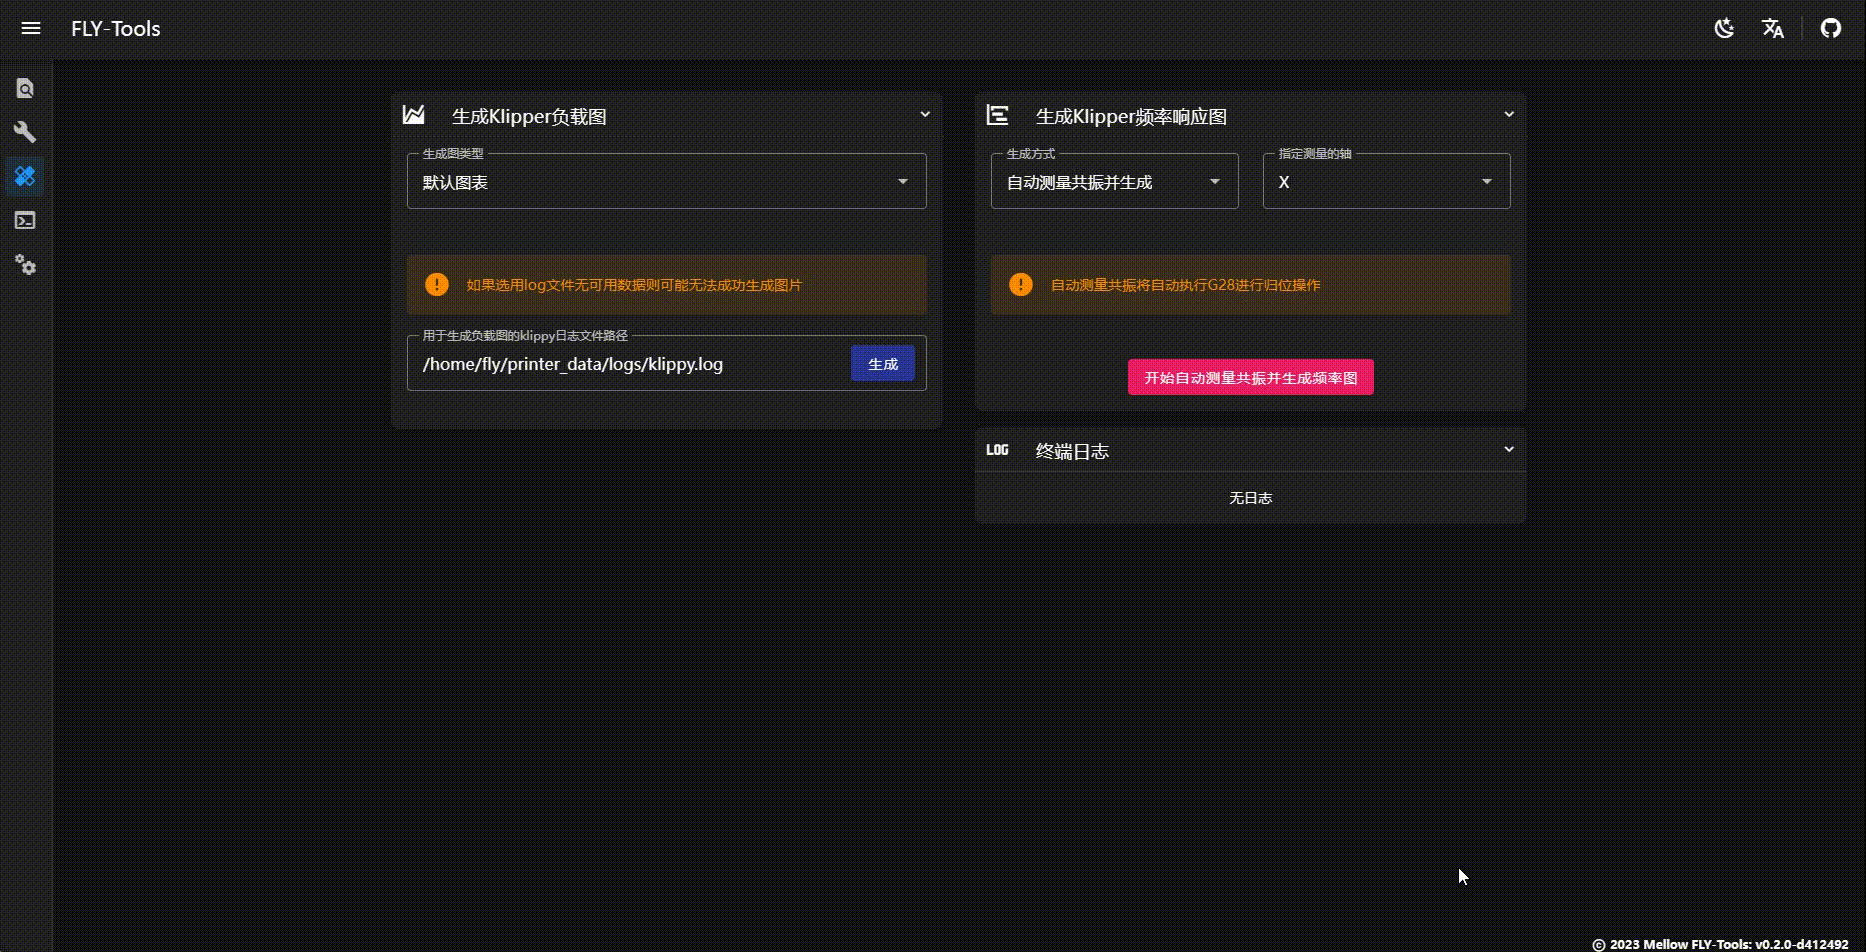 FLY-Tools
生成Klipper负载图
生成图类型
默认图表
如果选用log文件无可用数据则可能无法成功生成图片
用于生成负载图的klippy日志文件路径
/home/fly/printer_data/logs/klippy.log
生成
生成Klipper频率响应图
生成方式
自动测量共振并生成
指定测量的轴
X
自动测量共振将自动执行G28进行归位操作
开始自动测量共振并生成频率图
LOG
终端日志
无日志
© 2023 Mellow FLY-Tools: v0.2.0-d412492